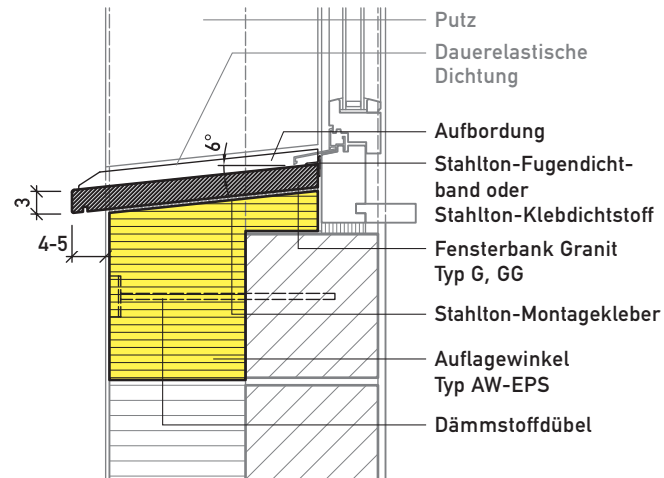 Putz
Dauerelastische
Dichtung
Aufbordung
Stahlton-Fugendicht-
band oder
Stahlton-Klebdichtstoff
Fensterbank Granit
Typ G, GG
Stahlton-Montagekleber
Auflagewinkel
Typ AW-EPS
Dämmstoffdübel
6°
3
4-5